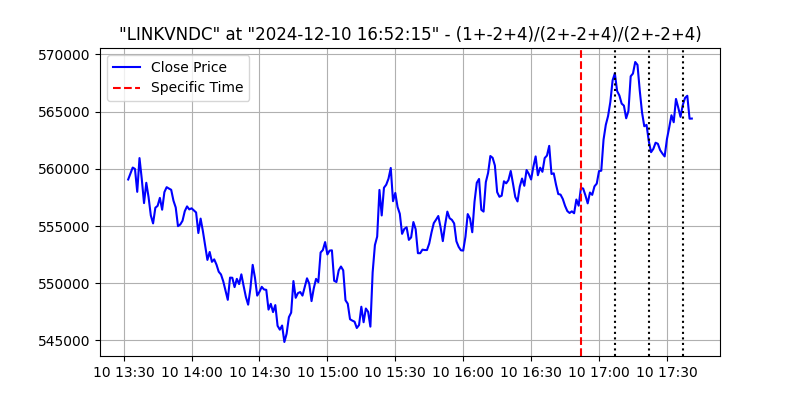 "LINKVNDC" at "2024-12-10 16:52:15" - (1+-2+4)/(2+-2+4)/(2+-2+4)
570000
565000
560000
555000
550000
545000
Close Price
Specific Time
10 13:30 10 14:00 10 14:30 10 15:00 10 15:30 10 16:00 10 16:30 10 17:00 10 17:30